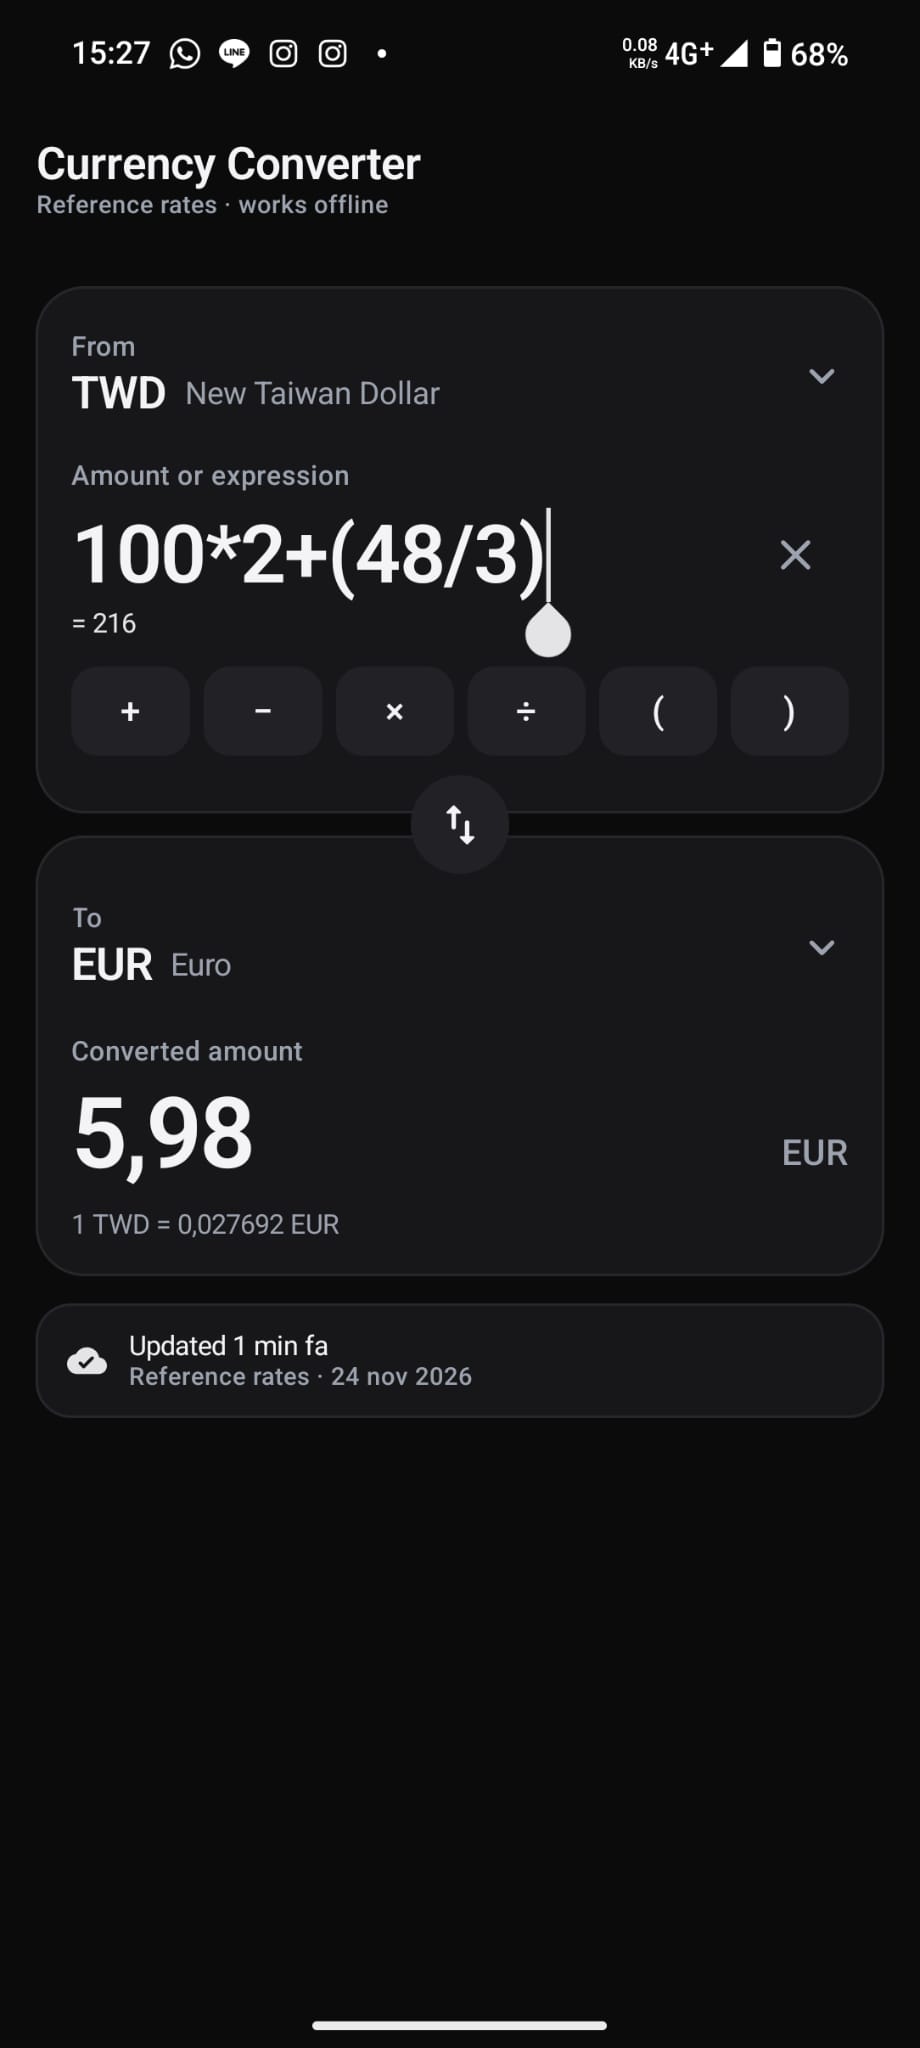 15:27 LINE 0.08 KB/s 4G+ 68%
Currency Converter
Reference rates · works offline
From
TWD New Taiwan Dollar
Amount or expression
100*2+(48/3)
= 216
+ − × ÷ ( )
To
EUR Euro
Converted amount
5,98 EUR
1 TWD = 0,027692 EUR
Updated 1 min fa
Reference rates · 24 nov 2026